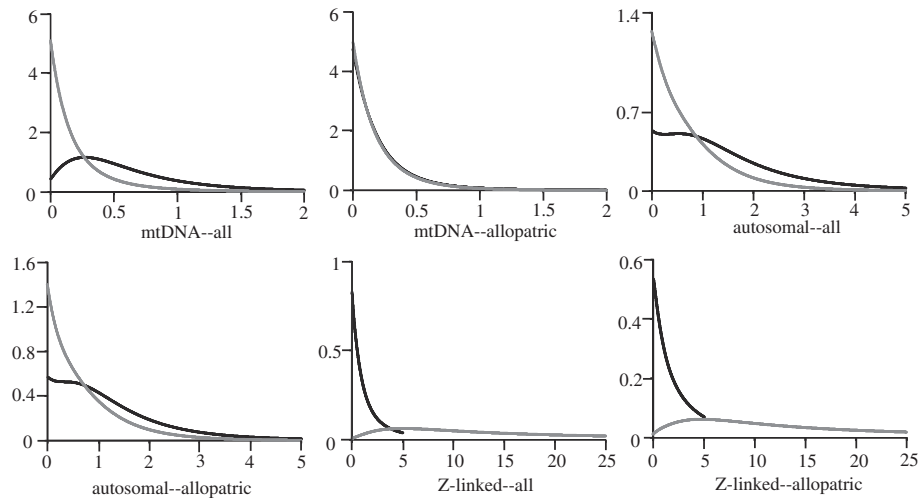 6
4
2
0
0 0.5 1 1.5 2
mtDNA--all
6
4
2
0
0 0.5 1 1.5 2
mtDNA--allopatric
1.4
0.7
0
0 1 2 3 4 5
autosomal--all
1.6
1.2
0.8
0.4
0
0 1 2 3 4 5
autosomal--allopatric
1
0.5
0
0 5 10 15 20 25
Z-linked--all
0.6
0.4
0.2
0
0 5 10 15 20 25
Z-linked--allopatric